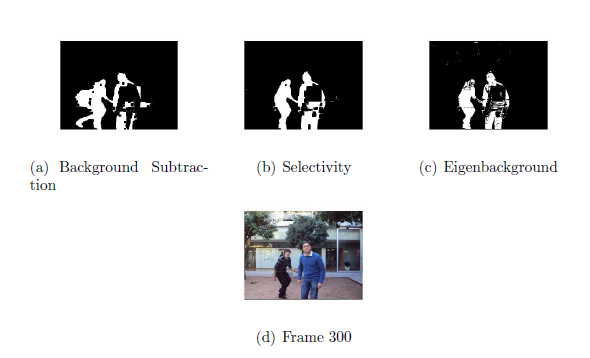 (a) Background Subtrac-
tion
(b) Selectivity
(c) Eigenbackground
(d) Frame 300